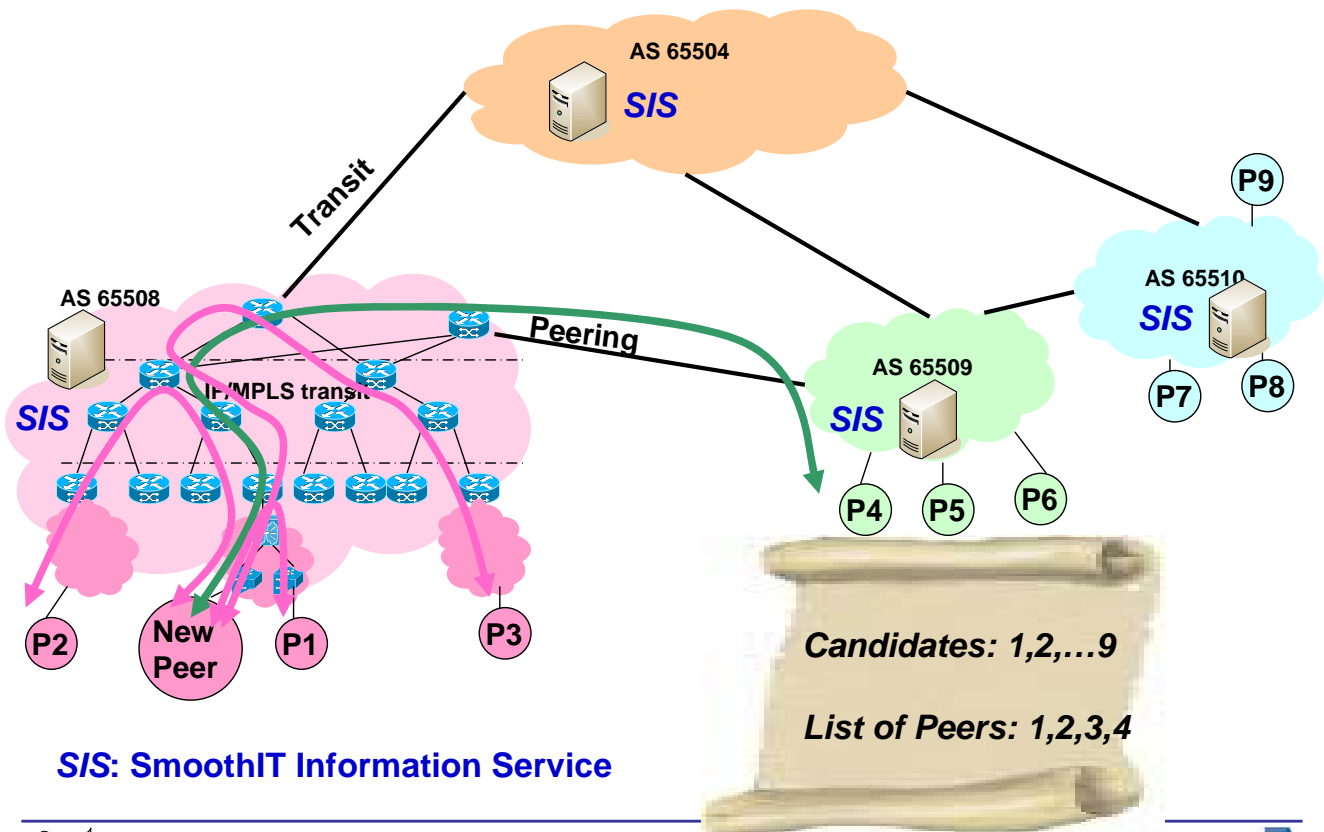 AS 65504
SIS
Transit
P9
AS 65510
SIS
P7
P8
AS 65508
SIS
IP/MPLS transit
Peering
AS 65509
SIS
P4
P5
P6
P2
New
Peer
P1
P3
Candidates: 1,2,…9
List of Peers: 1,2,3,4
SIS: SmoothIT Information Service